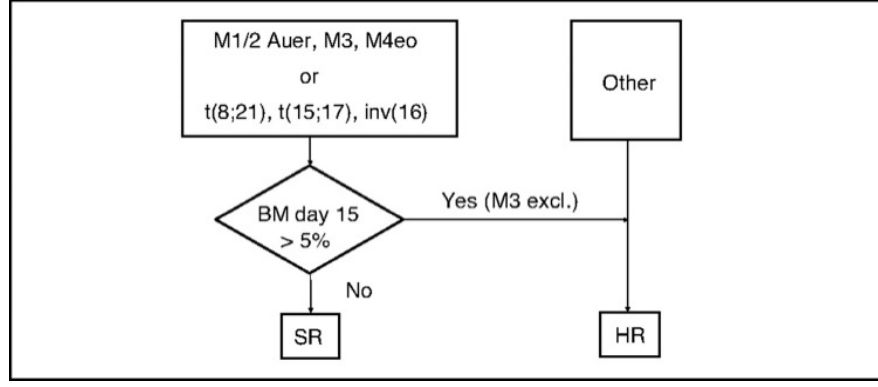 M1/2 Auer, M3, M4eo
or
t(8;21), t(15;17), inv(16)
Other
BM day 15
> 5%
Yes (M3 excl.)
No
SR
HR